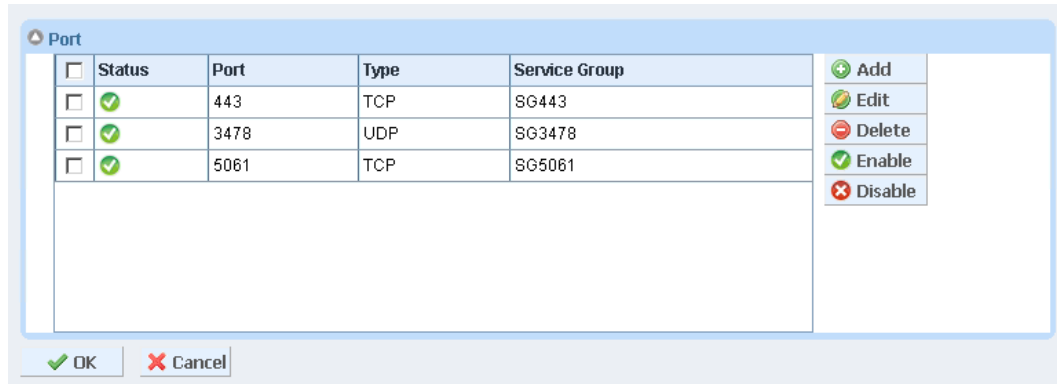 Port
Status Port Type Service Group
443 TCP SG443
3478 UDP SG3478
5061 TCP SG5061
Add
Edit
Delete
Enable
Disable
OK Cancel